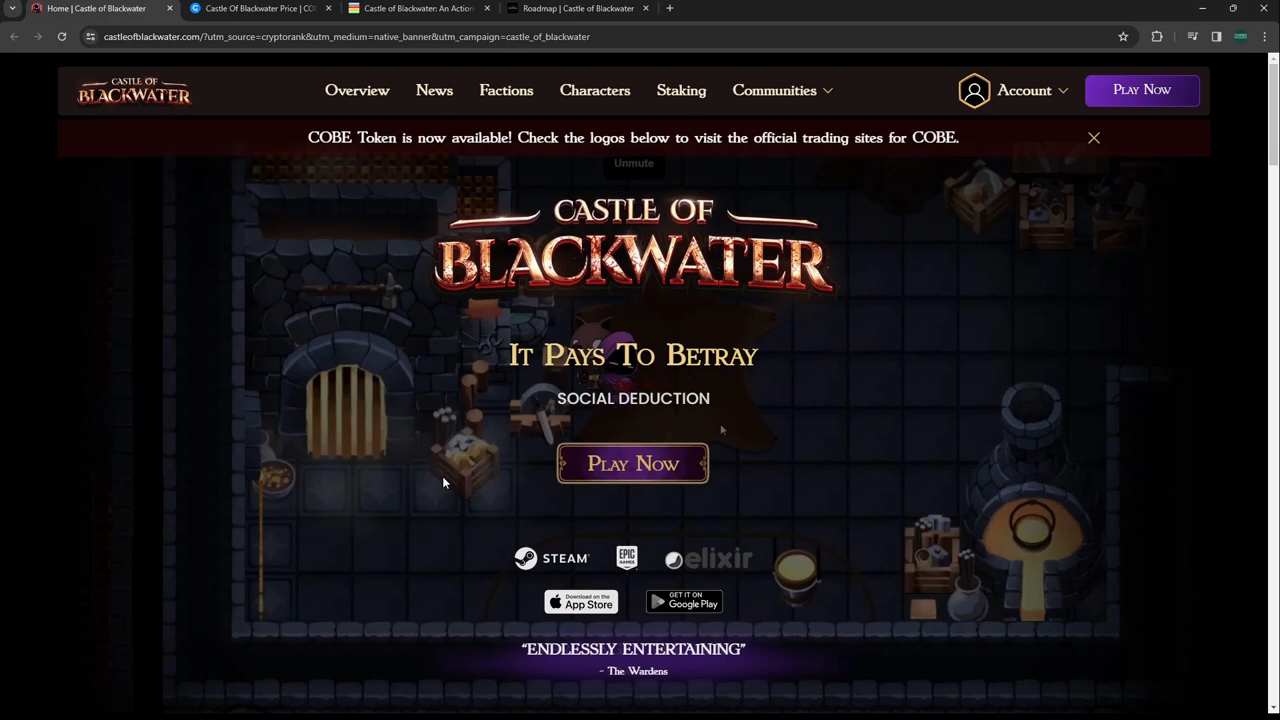 Home | Castle of Blackwater
Castle Of Blackwater Price | CO
Castle of Blackwater: An Action
Roadmap | Castle of Blackwater
castleofblackwater.com/?utm_source=cryptorank&utm_medium=native_banner&utm_campaign=castle_of_blackwater
CASTLE OF
BLACKWATER
Overview
News
Factions
Characters
Staking
Communities
Account
PLAY NOW
COBE Token is now available! Check the logos below to visit the official trading sites for COBE.
Unmute
CASTLE OF
BLACKWATER
IT PAYS TO BETRAY
SOCIAL DEDUCTION
PLAY NOW
STEAM
EPIC
GAMES
elixir
Download on the
App Store
GET IT ON
Google Play
“ENDLESSLY ENTERTAINING”
- The Wardens